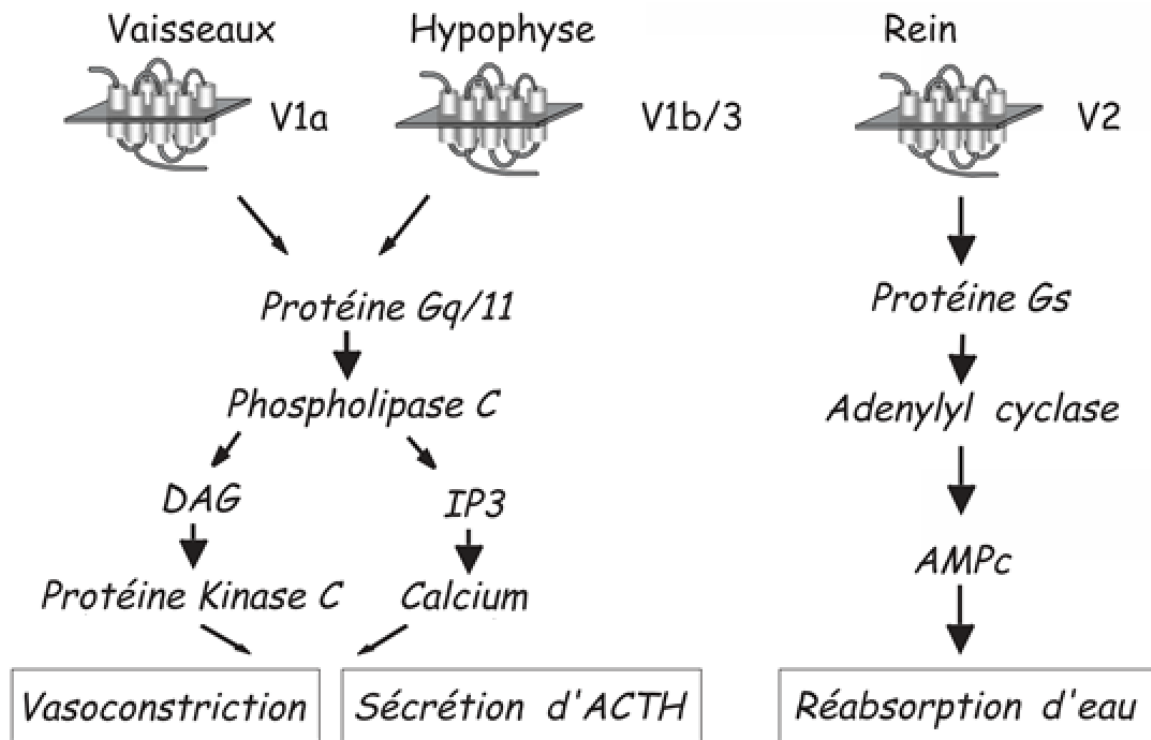 Vaisseaux Hypophyse Rein
V1a V1b/3 V2
Protéine Gq/11 Protéine Gs
Phospholipase C Adenylyl cyclase
DAG IP3
AMPc
Protéine Kinase C Calcium
Vasoconstriction Sécrétion d'ACTH Réabsorption d'eau